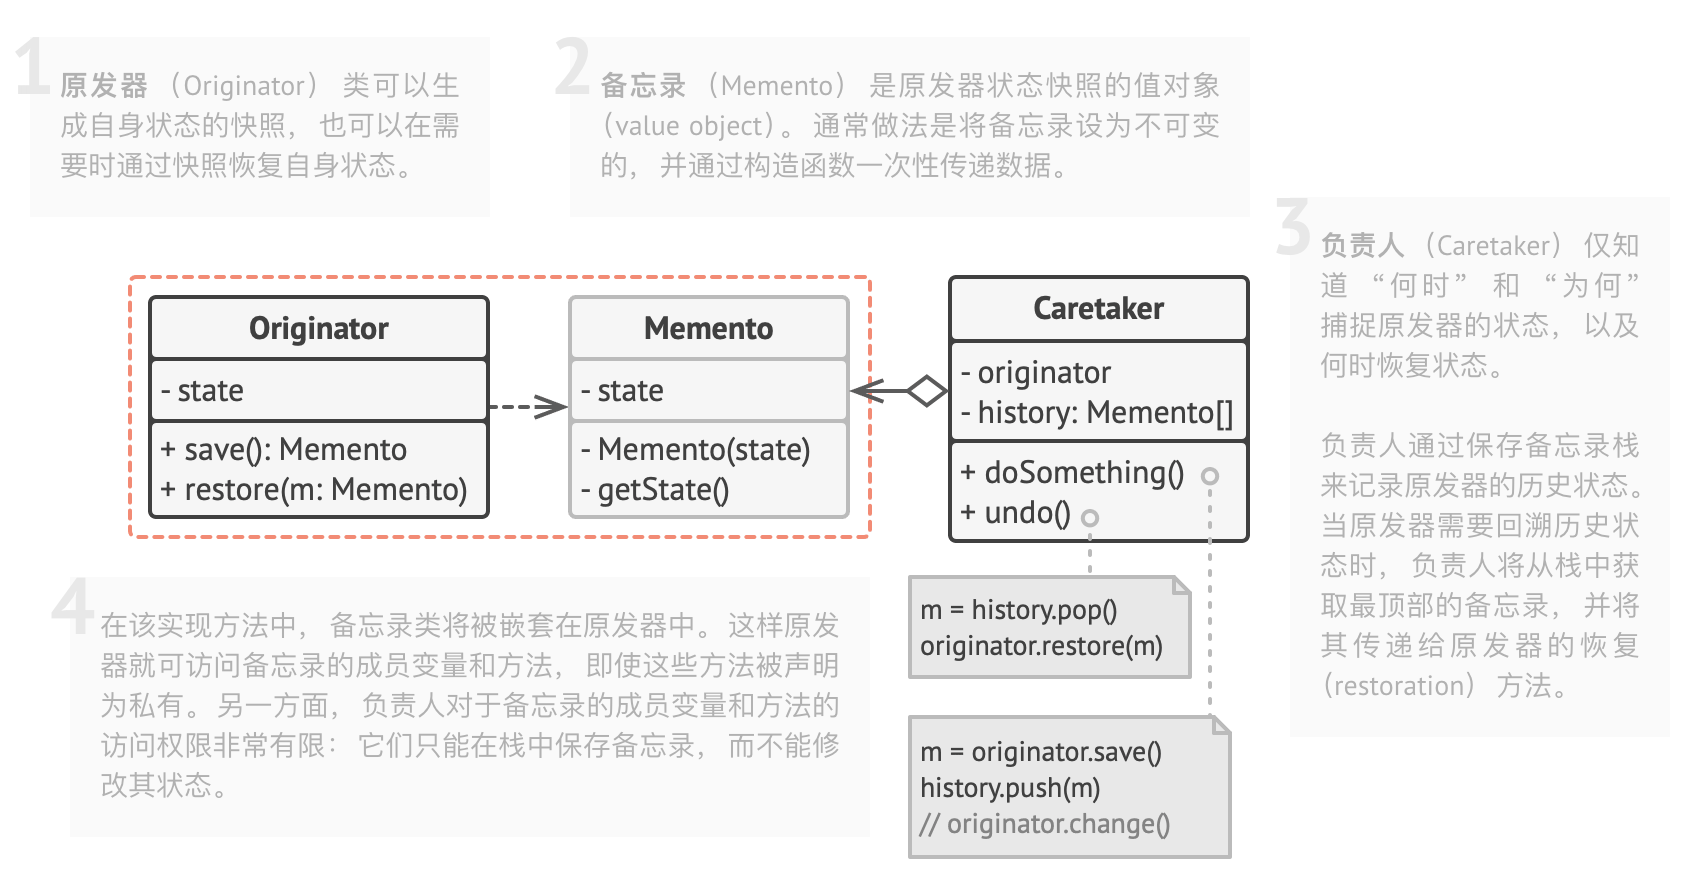 1
原发器 （Originator） 类可以生
成自身状态的快照， 也可以在需
要时通过快照恢复自身状态。
2
备忘录 （Memento） 是原发器状态快照的值对象
（value object）。 通常做法是将备忘录设为不可变
的， 并通过构造函数一次性传递数据。
3
负责人 （Caretaker） 仅知
道 “何时” 和 “为何”
捕捉原发器的状态， 以及
何时恢复状态。
负责人通过保存备忘录栈
来记录原发器的历史状态。
当原发器需要回溯历史状
态时， 负责人将从栈中获
取最顶部的备忘录， 并将
其传递给原发器的恢复
（restoration） 方法。
Originator
- state
+ save(): Memento
+ restore(m: Memento)
Memento
- state
- Memento(state)
- getState()
Caretaker
- originator
- history: Memento[]
+ doSomething()
+ undo()
m = history.pop()
originator.restore(m)
m = originator.save()
history.push(m)
// originator.change()
4
在该实现方法中， 备忘录类将被嵌套在原发器中。 这样原发
器就可访问备忘录的成员变量和方法， 即使这些方法被声明
为私有。 另一方面， 负责人对于备忘录的成员变量和方法的
访问权限非常有限： 它们只能在栈中保存备忘录， 而不能修
改其状态。